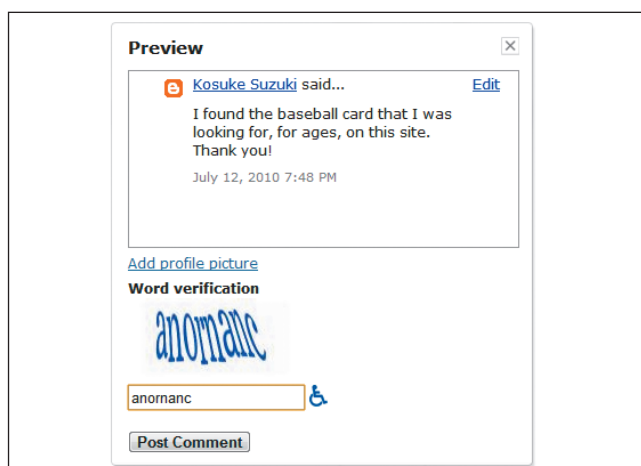 Preview
Kosuke Suzuki said...
Edit
I found the baseball card that I was
looking for, for ages, on this site.
Thank you!
July 12, 2010 7:48 PM
Add profile picture
Word verification
anornanc
anornanc
Post Comment